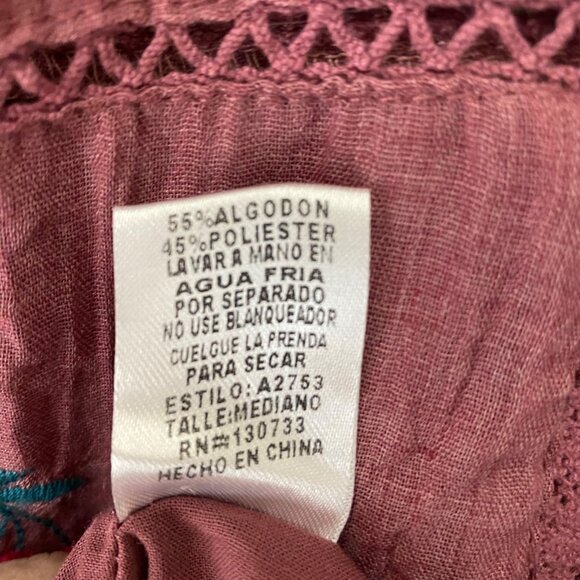 55%ALGODON
45%POLIESTER
LAVAR A MANO EN
AGUA FRIA
POR SEPARADO
NO USE BLANQUEADOR
CUELGUE LA PRENDA
PARA SECAR
ESTILO: A2753
TALLE:MEDIANO
RN#130733
HECHO EN CHINA